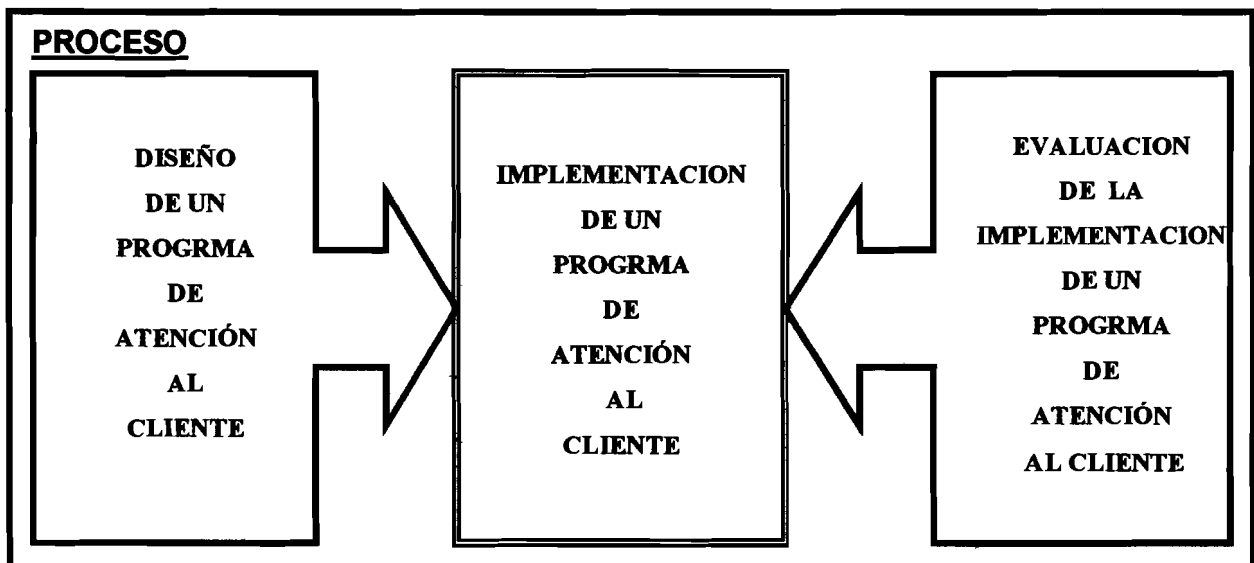 PROCESO
DISEÑO
DE UN
PROGRMA
DE
ATENCIÓN
AL
CLIENTE
IMPLEMENTACION
DE UN
PROGRMA
DE
ATENCIÓN
AL
CLIENTE
EVALUACION
DE LA
IMPLEMENTACION
DE UN
PROGRMA
DE
ATENCIÓN
AL CLIENTE